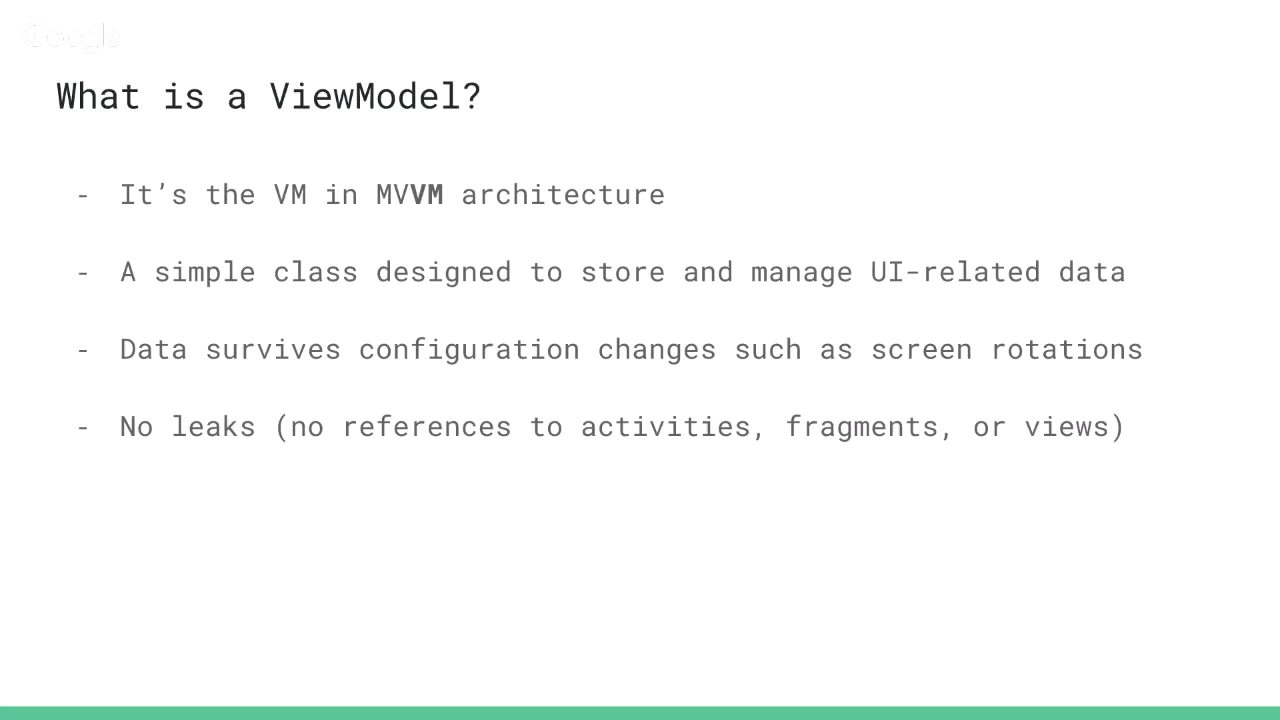 Google
What is a ViewModel?
- It’s the VM in MVVM architecture
- A simple class designed to store and manage UI-related data
- Data survives configuration changes such as screen rotations
- No leaks (no references to activities, fragments, or views)